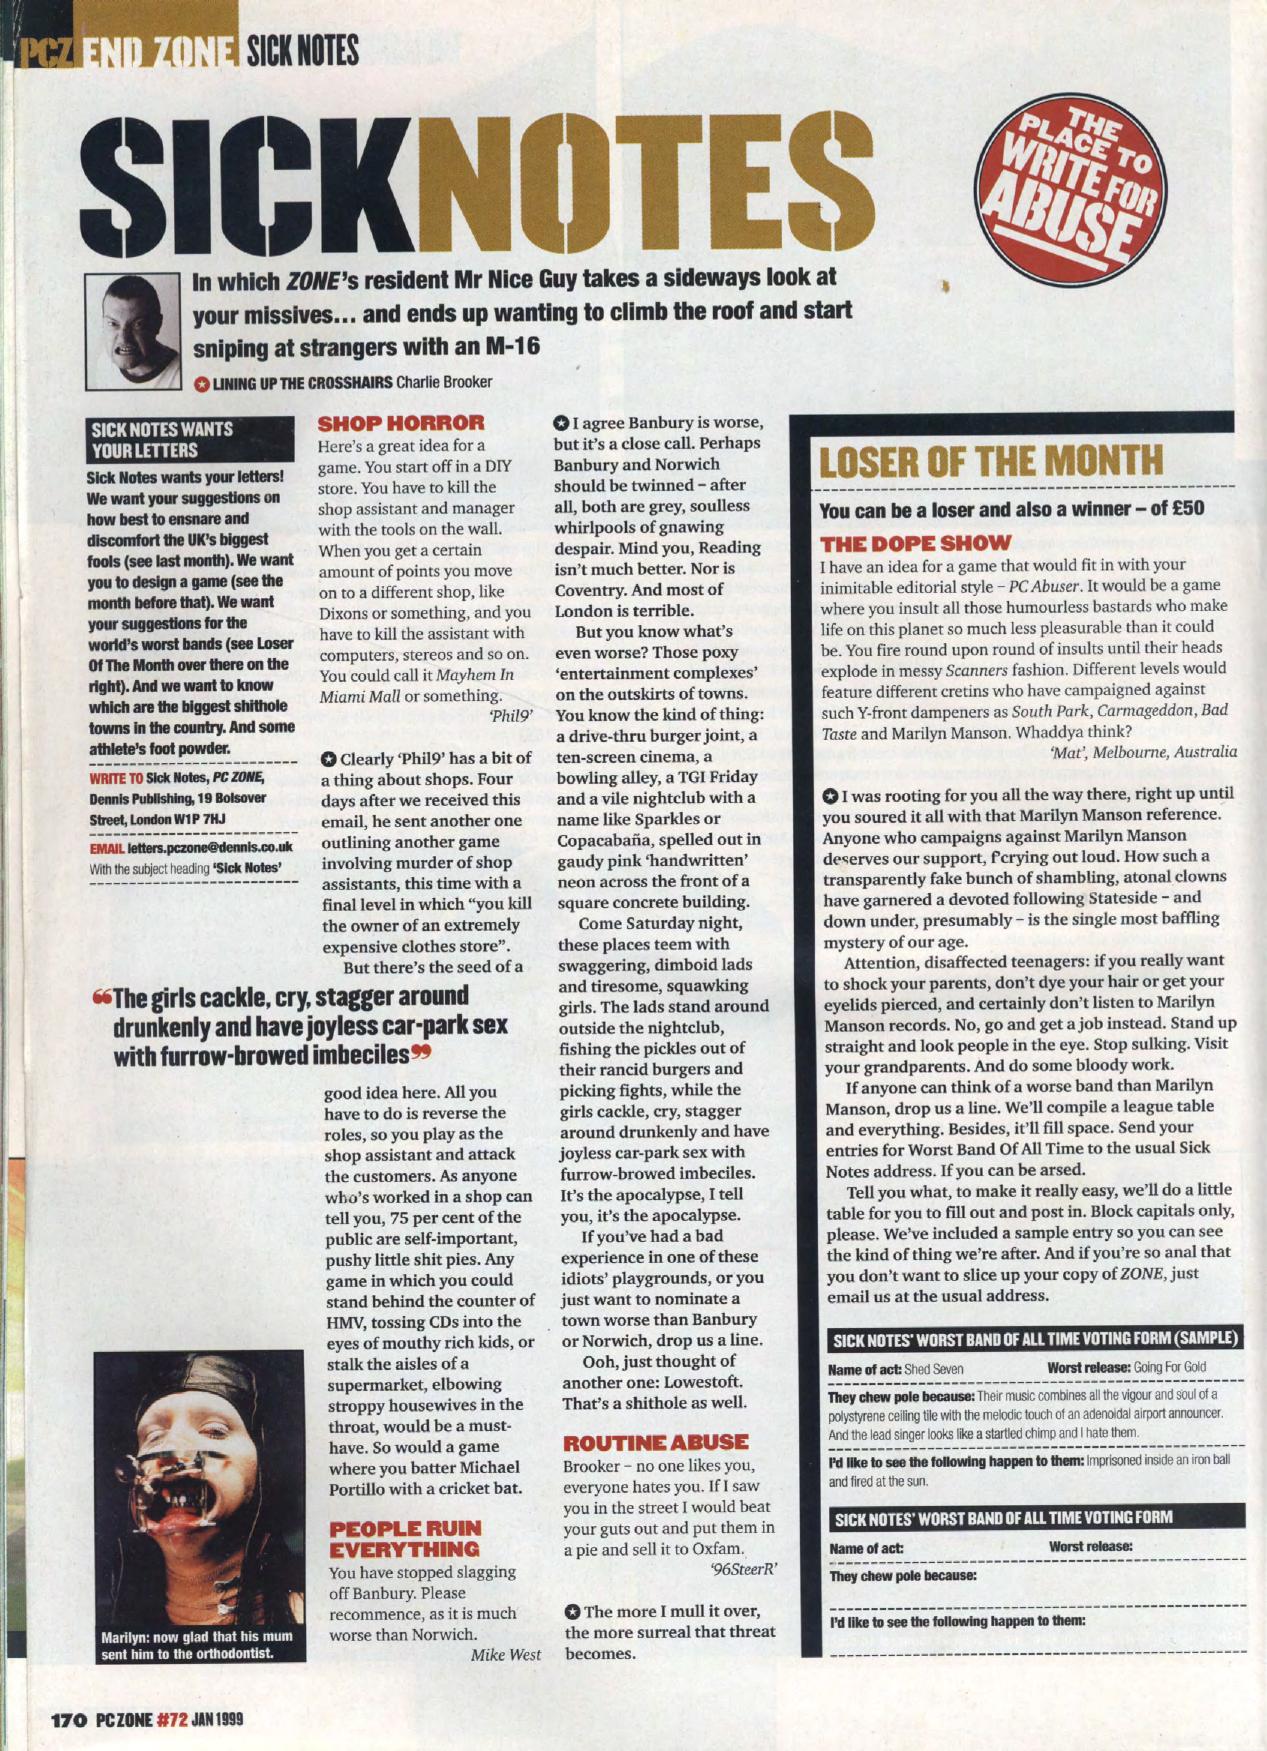 PCZ END ZONE SICK NOTES
SICKNOTES
THE
PLACE TO
WRITE FOR
ABUSE
In which ZONE's resident Mr Nice Guy takes a sideways look at
your missives... and ends up wanting to climb the roof and start
sniping at strangers with an M-16
LINING UP THE CROSSHAIRS Charlie Brooker
SICK NOTES WANTS
YOUR LETTERS
Sick Notes wants your letters!
We want your suggestions on
how best to ensnare and
discomfort the UK's biggest
fools (see last month). We want
you to design a game (see the
month before that). We want
your suggestions for the
world's worst bands (see Loser
Of The Month over there on the
right). And we want to know
which are the biggest shithole
towns in the country. And some
athlete's foot powder.
WRITE TO Sick Notes, PC ZONE,
Dennis Publishing, 19 Bolsover
Street, London W1P 7HJ
EMAIL letters.pczone@dennis.co.uk
With the subject heading 'Sick Notes'
SHOP HORROR
Here's a great idea for a
game. You start off in a DIY
store. You have to kill the
shop assistant and manager
with the tools on the wall.
When you get a certain
amount of points you move
on to a different shop, like
Dixons or something, and you
have to kill the assistant with
computers, stereos and so on.
You could call it Mayhem In
Miami Mall or something.
'Phil9'
Clearly 'Phil9' has a bit of
a thing about shops. Four
days after we received this
email, he sent another one
outlining another game
involving murder of shop
assistants, this time with a
final level in which "you kill
the owner of an extremely
expensive clothes store".
But there's the seed of a
“The girls cackle, cry, stagger around
drunkenly and have joyless car-park sex
with furrow-browed imbeciles”
good idea here. All you
have to do is reverse the
roles, so you play as the
shop assistant and attack
the customers. As anyone
who's worked in a shop can
tell you, 75 per cent of the
public are self-important,
pushy little shit pies. Any
game in which you could
stand behind the counter of
HMV, tossing CDs into the
eyes of mouthy rich kids, or
stalk the aisles of a
supermarket, elbowing
stroppy housewives in the
throat, would be a must-
have. So would a game
where you batter Michael
Portillo with a cricket bat.
PEOPLE RUIN
EVERYTHING
You have stopped slagging
off Banbury. Please
recommence, as it is much
worse than Norwich.
Mike West
Marilyn: now glad that his mum
sent him to the orthodontist.
I agree Banbury is worse,
but it's a close call. Perhaps
Banbury and Norwich
should be twinned – after
all, both are grey, soulless
whirlpools of gnawing
despair. Mind you, Reading
isn't much better. Nor is
Coventry. And most of
London is terrible.
But you know what's
even worse? Those poxy
'entertainment complexes'
on the outskirts of towns.
You know the kind of thing:
a drive-thru burger joint, a
ten-screen cinema, a
bowling alley, a TGI Friday
and a vile nightclub with a
name like Sparkles or
Copacabaña, spelled out in
gaudy pink 'handwritten'
neon across the front of a
square concrete building.
Come Saturday night,
these places teem with
swaggering, dimboid lads
and tiresome, squawking
girls. The lads stand around
outside the nightclub,
fishing the pickles out of
their rancid burgers and
picking fights, while the
girls cackle, cry, stagger
around drunkenly and have
joyless car-park sex with
furrow-browed imbeciles.
It's the apocalypse, I tell
you, it's the apocalypse.
If you've had a bad
experience in one of these
idiots' playgrounds, or you
just want to nominate a
town worse than Banbury
or Norwich, drop us a line.
Ooh, just thought of
another one: Lowestoft.
That's a shithole as well.
ROUTINE ABUSE
Brooker – no one likes you,
everyone hates you. If I saw
you in the street I would beat
your guts out and put them in
a pie and sell it to Oxfam.
'96SteerR'
The more I mull it over,
the more surreal that threat
becomes.
LOSER OF THE MONTH
You can be a loser and also a winner – of £50
THE DOPE SHOW
I have an idea for a game that would fit in with your
inimitable editorial style – PC Abuser. It would be a game
where you insult all those humourless bastards who make
life on this planet so much less pleasurable than it could
be. You fire round upon round of insults until their heads
explode in messy Scanners fashion. Different levels would
feature different cretins who have campaigned against
such Y-front dampeners as South Park, Carmageddon, Bad
Taste and Marilyn Manson. Whaddya think?
'Mat', Melbourne, Australia
I was rooting for you all the way there, right up until
you soured it all with that Marilyn Manson reference.
Anyone who campaigns against Marilyn Manson
deserves our support, f'crying out loud. How such a
transparently fake bunch of shambling, atonal clowns
have garnered a devoted following Stateside – and
down under, presumably – is the single most baffling
mystery of our age.
Attention, disaffected teenagers: if you really want
to shock your parents, don't dye your hair or get your
eyelids pierced, and certainly don't listen to Marilyn
Manson records. No, go and get a job instead. Stand up
straight and look people in the eye. Stop sulking. Visit
your grandparents. And do some bloody work.
If anyone can think of a worse band than Marilyn
Manson, drop us a line. We'll compile a league table
and everything. Besides, it'll fill space. Send your
entries for Worst Band Of All Time to the usual Sick
Notes address. If you can be arsed.
Tell you what, to make it really easy, we'll do a little
table for you to fill out and post in. Block capitals only,
please. We've included a sample entry so you can see
the kind of thing we're after. And if you're so anal that
you don't want to slice up your copy of ZONE, just
email us at the usual address.
SICK NOTES' WORST BAND OF ALL TIME VOTING FORM (SAMPLE)
Name of act: Shed Seven Worst release: Going For Gold
They chew pole because: Their music combines all the vigour and soul of a
polystyrene ceiling tile with the melodic touch of an adenoidal airport announcer.
And the lead singer looks like a startled chimp and I hate them.
I'd like to see the following happen to them: Imprisoned inside an iron ball
and fired at the sun.
SICK NOTES' WORST BAND OF ALL TIME VOTING FORM
Name of act: Worst release:
They chew pole because:
I'd like to see the following happen to them:
170 PC ZONE #72 JAN 1999